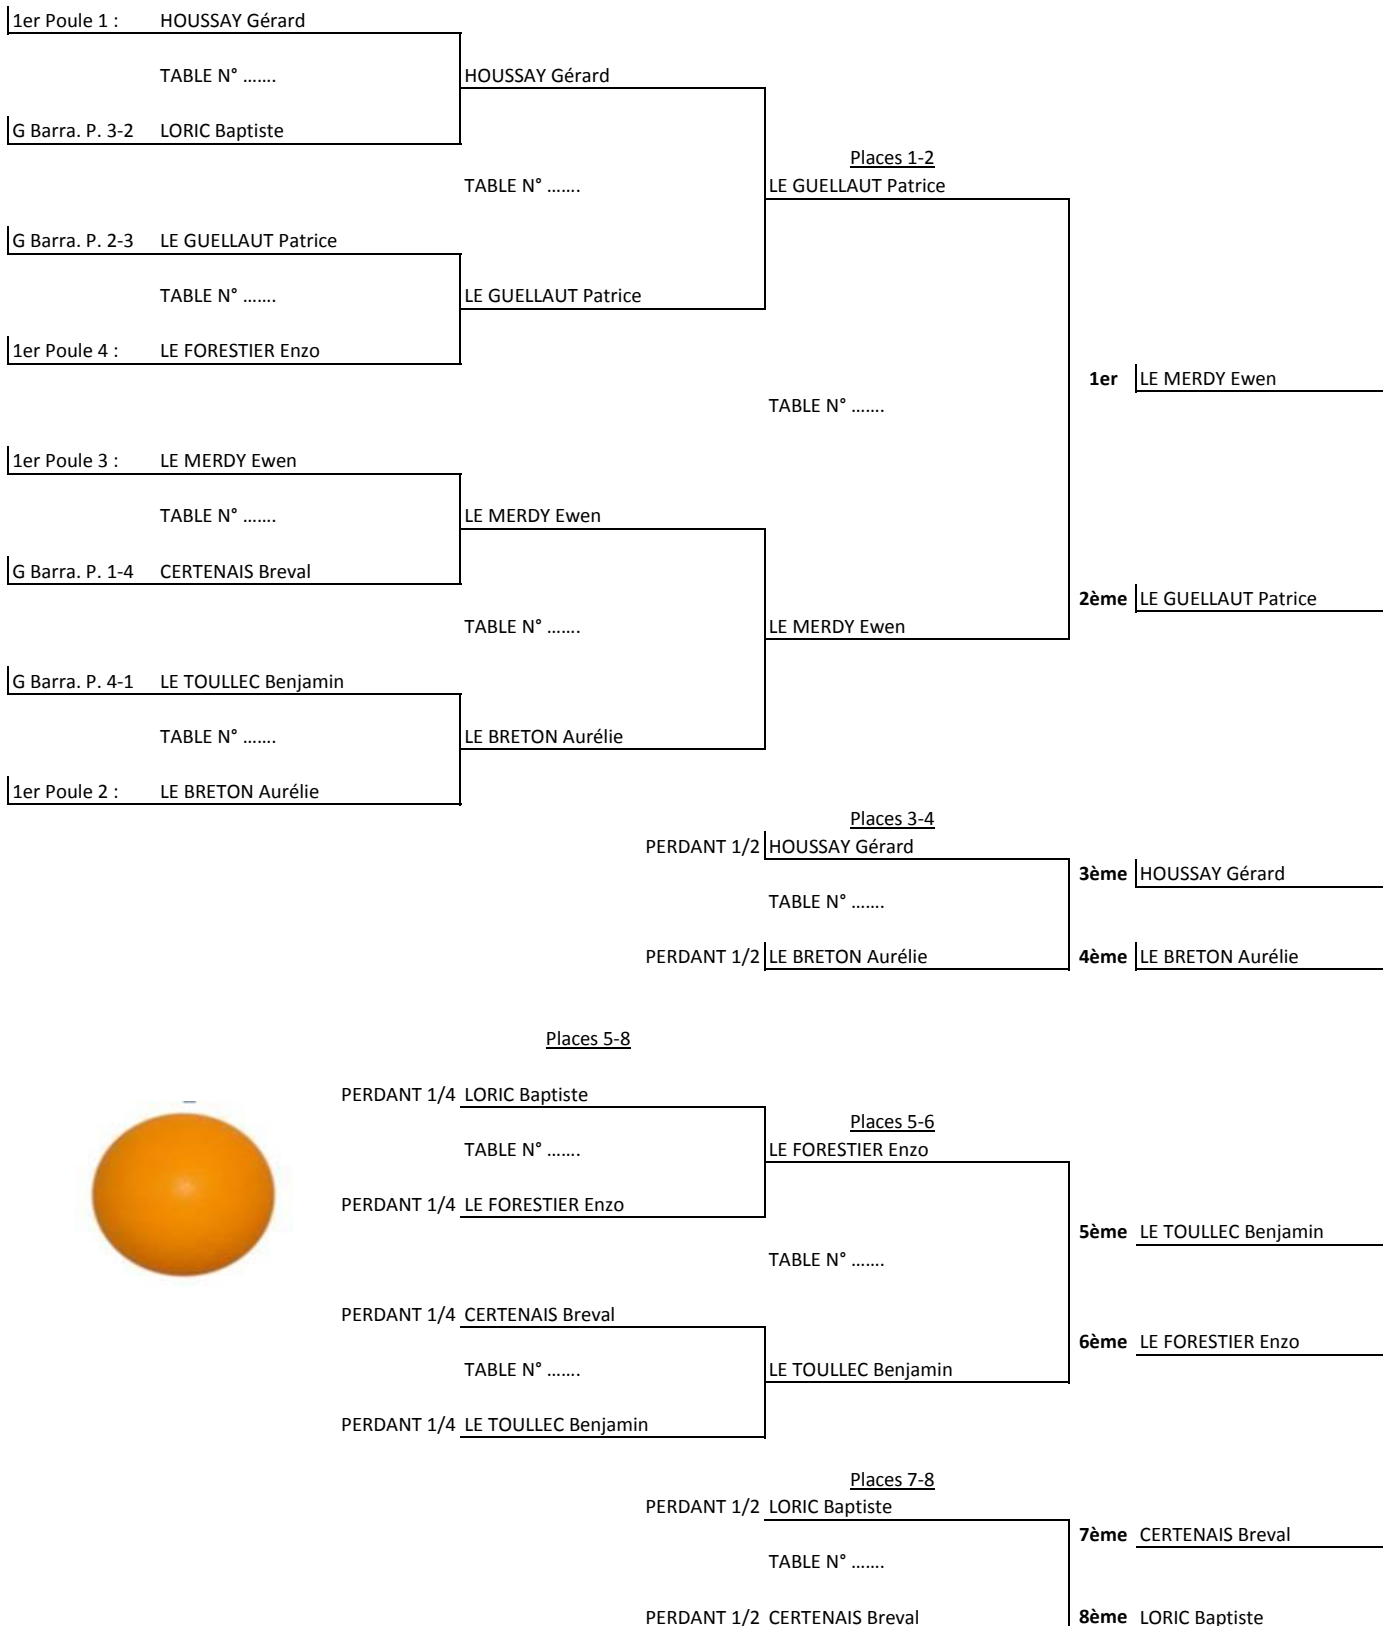 1er Poule 1 : HOUSSAY Gérard
TABLE N° ....... HOUSSAY Gérard
G Barra. P. 3-2 LORIC Baptiste
Places 1-2
TABLE N° ....... LE GUELLAUT Patrice
G Barra. P. 2-3 LE GUELLAUT Patrice
TABLE N° ....... LE GUELLAUT Patrice
1er Poule 4 : LE FORESTIER Enzo
1er LE MERDY Ewen
TABLE N° .......
1er Poule 3 : LE MERDY Ewen
TABLE N° ....... LE MERDY Ewen
G Barra. P. 1-4 CERTENAIS Breval
2ème LE GUELLAUT Patrice
TABLE N° ....... LE MERDY Ewen
G Barra. P. 4-1 LE TOULLEC Benjamin
TABLE N° ....... LE BRETON Aurélie
1er Poule 2 : LE BRETON Aurélie
Places 3-4
PERDANT 1/2 HOUSSAY Gérard
3ème HOUSSAY Gérard
TABLE N° .......
PERDANT 1/2 LE BRETON Aurélie 4ème LE BRETON Aurélie
Places 5-8
PERDANT 1/4 LORIC Baptiste
Places 5-6
TABLE N° ....... LE FORESTIER Enzo
PERDANT 1/4 LE FORESTIER Enzo
5ème LE TOULLEC Benjamin
TABLE N° .......
PERDANT 1/4 CERTENAIS Breval
6ème LE FORESTIER Enzo
TABLE N° ....... LE TOULLEC Benjamin
PERDANT 1/4 LE TOULLEC Benjamin
Places 7-8
PERDANT 1/2 LORIC Baptiste
7ème CERTENAIS Breval
TABLE N° .......
PERDANT 1/2 CERTENAIS Breval 8ème LORIC Baptiste